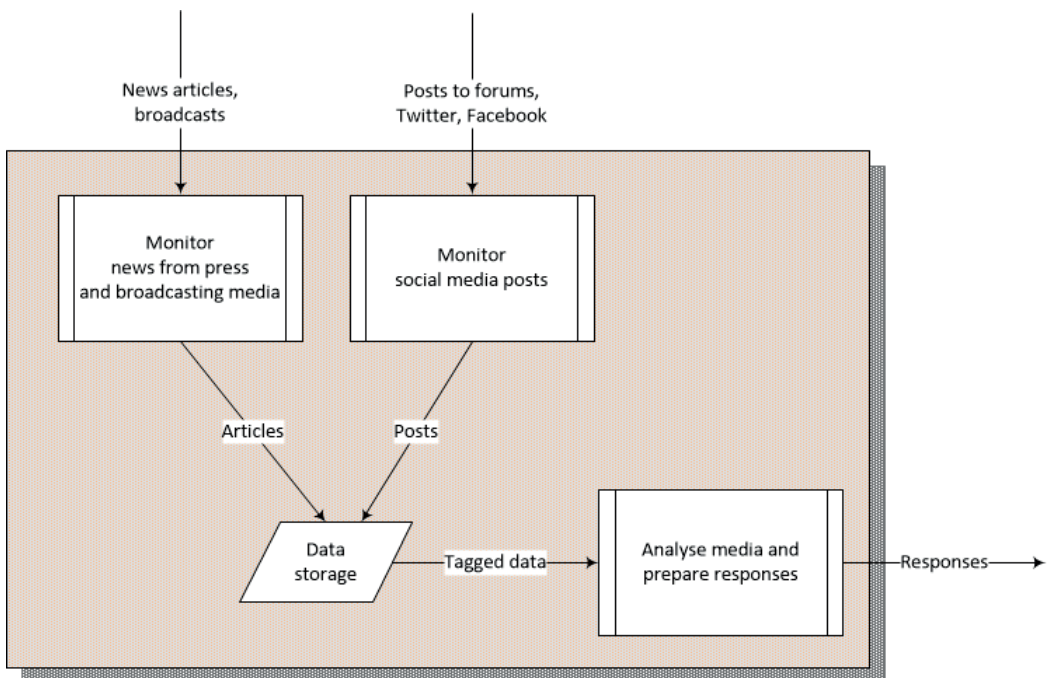 News articles,
broadcasts
Posts to forums,
Twitter, Facebook
Monitor
news from press
and broadcasting media
Monitor
social media posts
Articles
Posts
Data
storage
Tagged data
Analyse media and
prepare responses
Responses